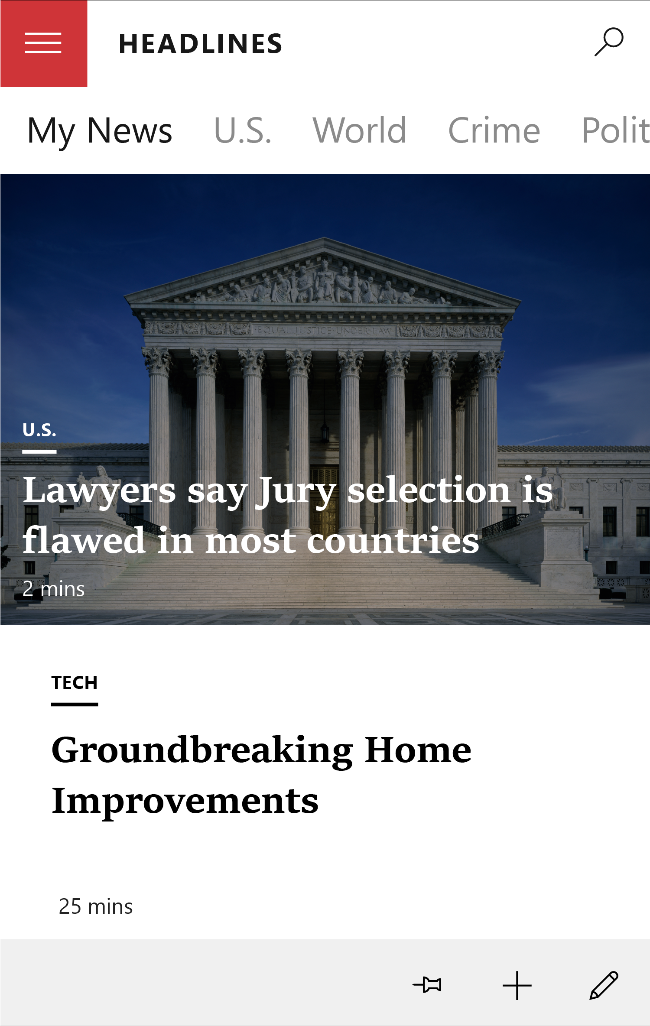 HEADLINES
My News U.S. World Crime Polit
U.S.
Lawyers say Jury selection is
flawed in most countries
2 mins
TECH
Groundbreaking Home
Improvements
25 mins